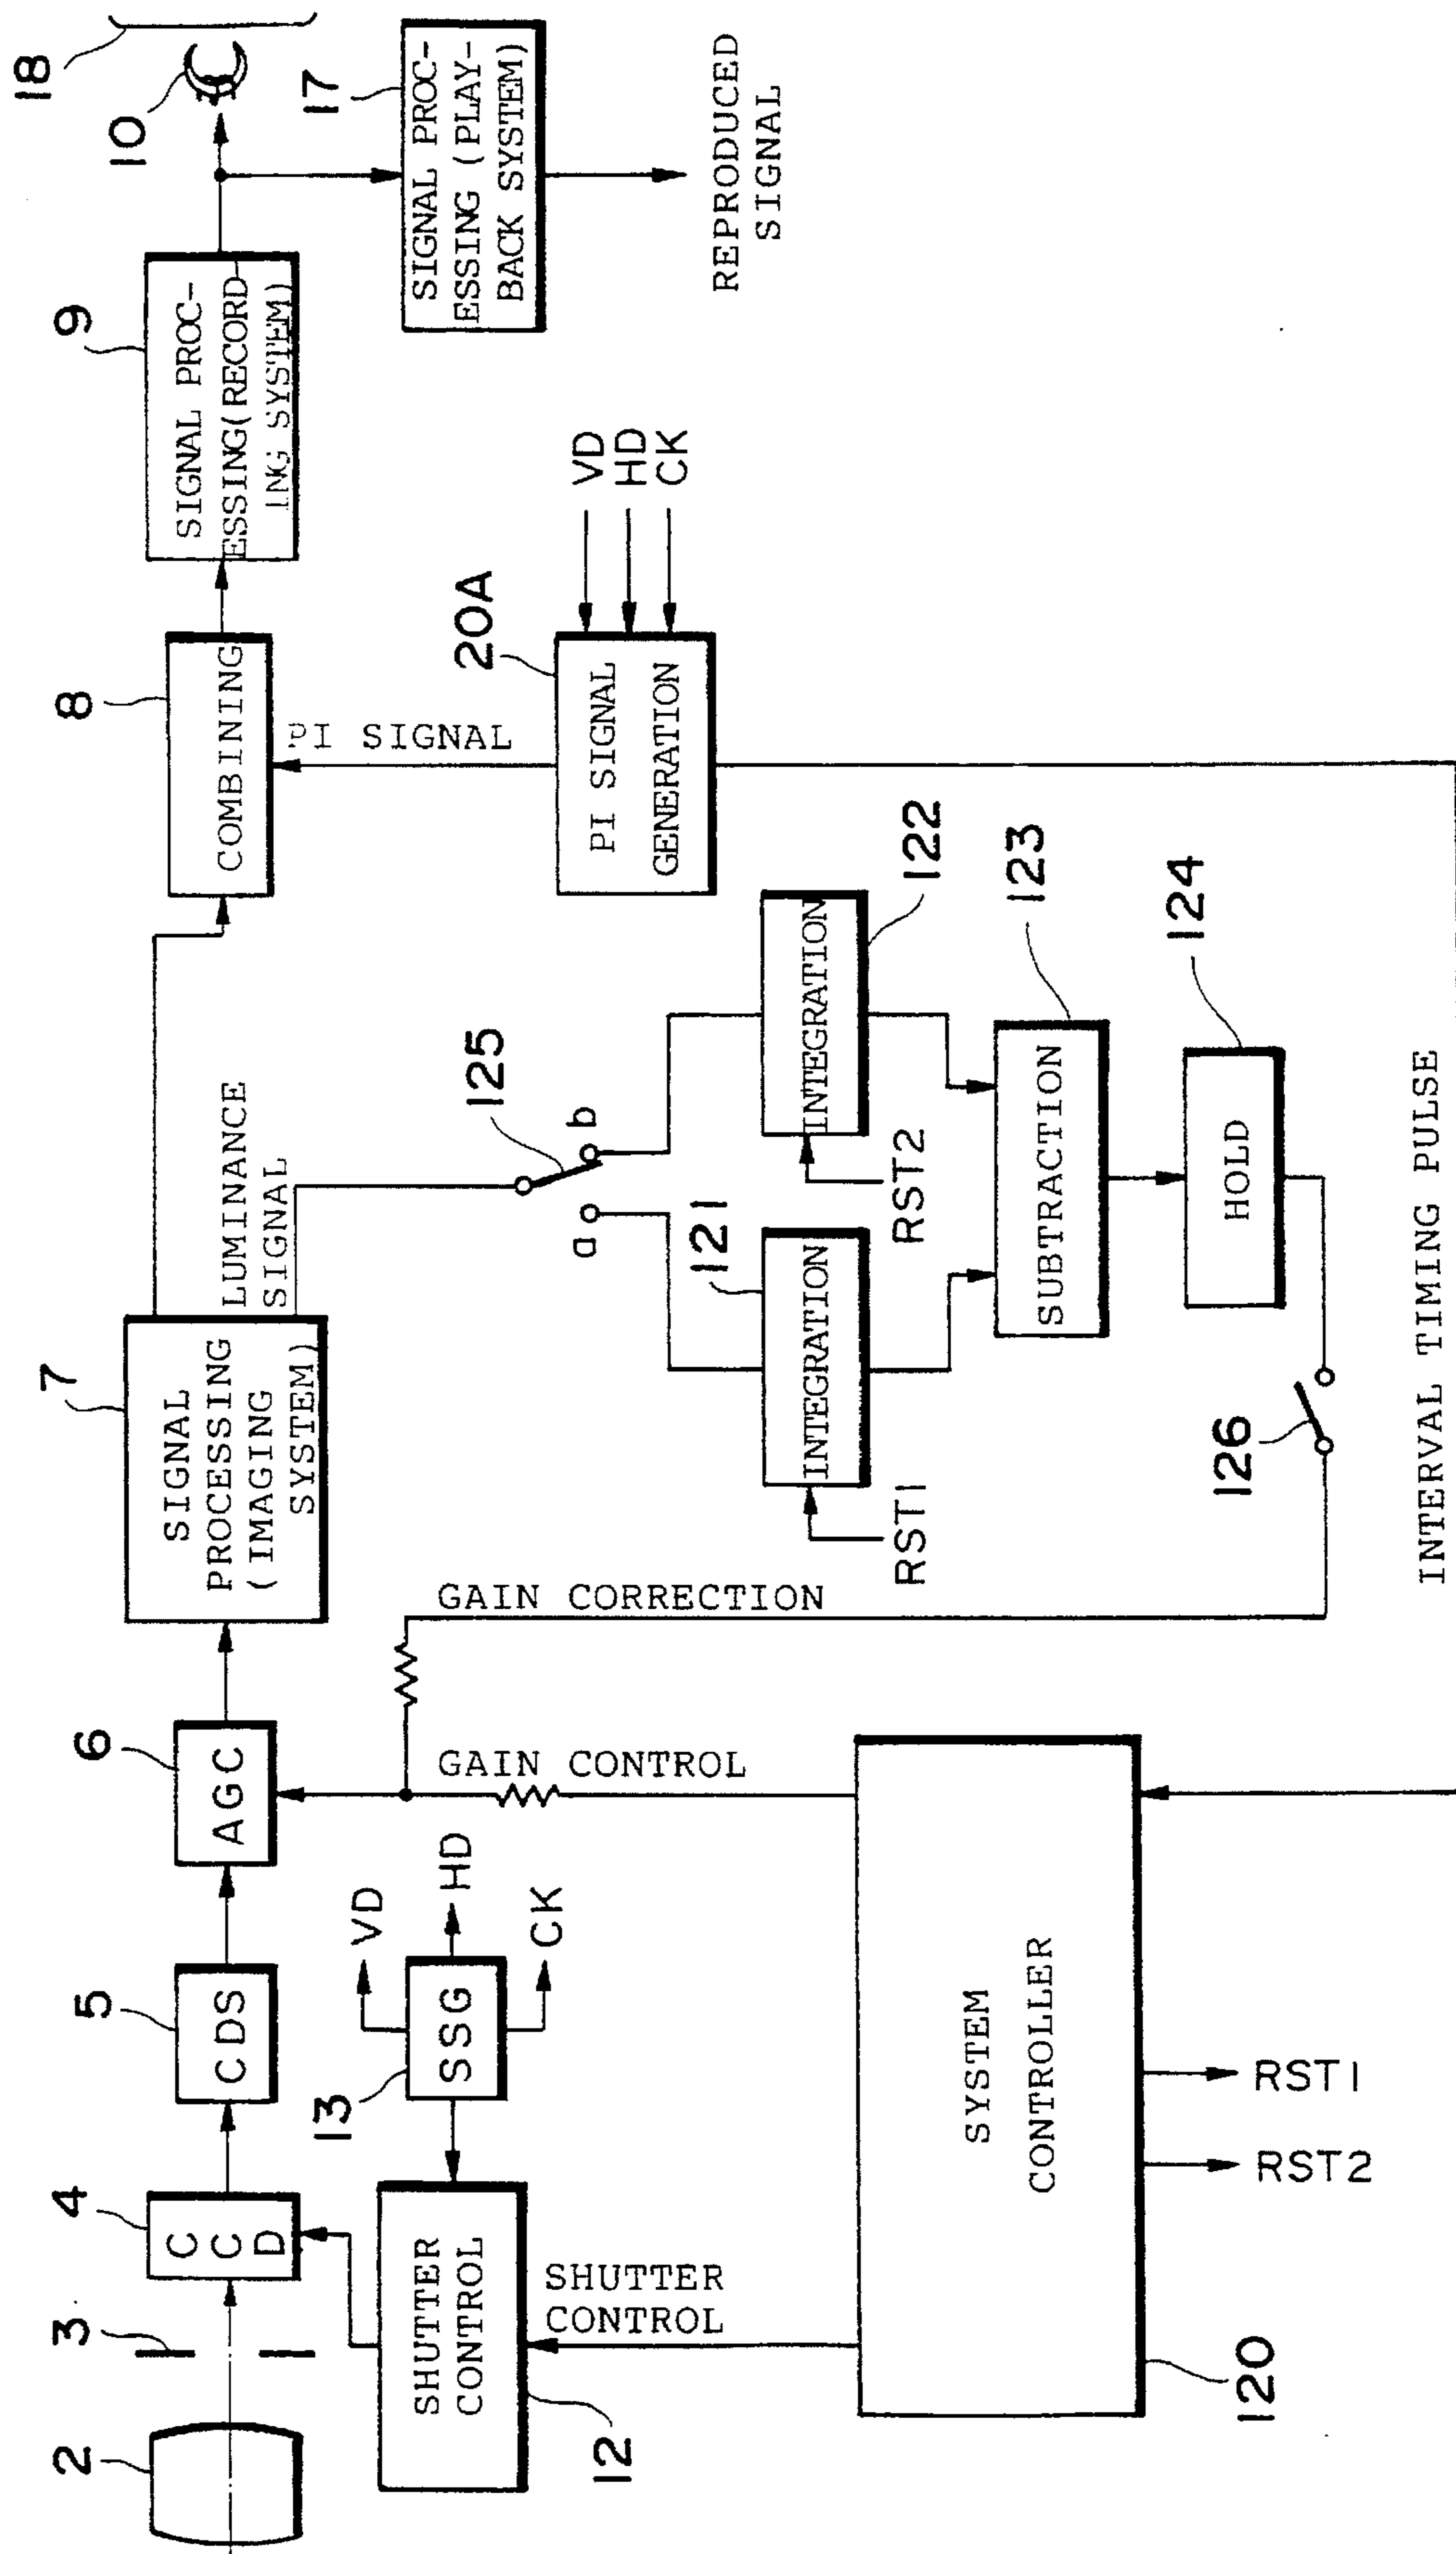 2
3
4
C
C
D
5
CDS
6
AGC
7
SIGNAL
PROCESSING
(IMAGING
SYSTEM)
LUMINANCE
SIGNAL
8
COMBINING
9
SIGNAL PROC-
ESSING(RECORD
ING SYSTEM)
10
18
17
SIGNAL PROC-
ESSING (PLAY-
BACK SYSTEM)
REPRODUCED
SIGNAL
PI SIGNAL
20A
PI SIGNAL
GENERATION
VD
HD
CK
13
SSG
VD
HD
CK
12
SHUTTER
CONTROL
SHUTTER
CONTROL
GAIN CONTROL
GAIN CORRECTION
125
a
b
121
INTEGRATION
RST1
122
INTEGRATION
RST2
123
SUBTRACTION
124
HOLD
126
120
SYSTEM
CONTROLLER
RST1
RST2
INTERVAL TIMING PULSE